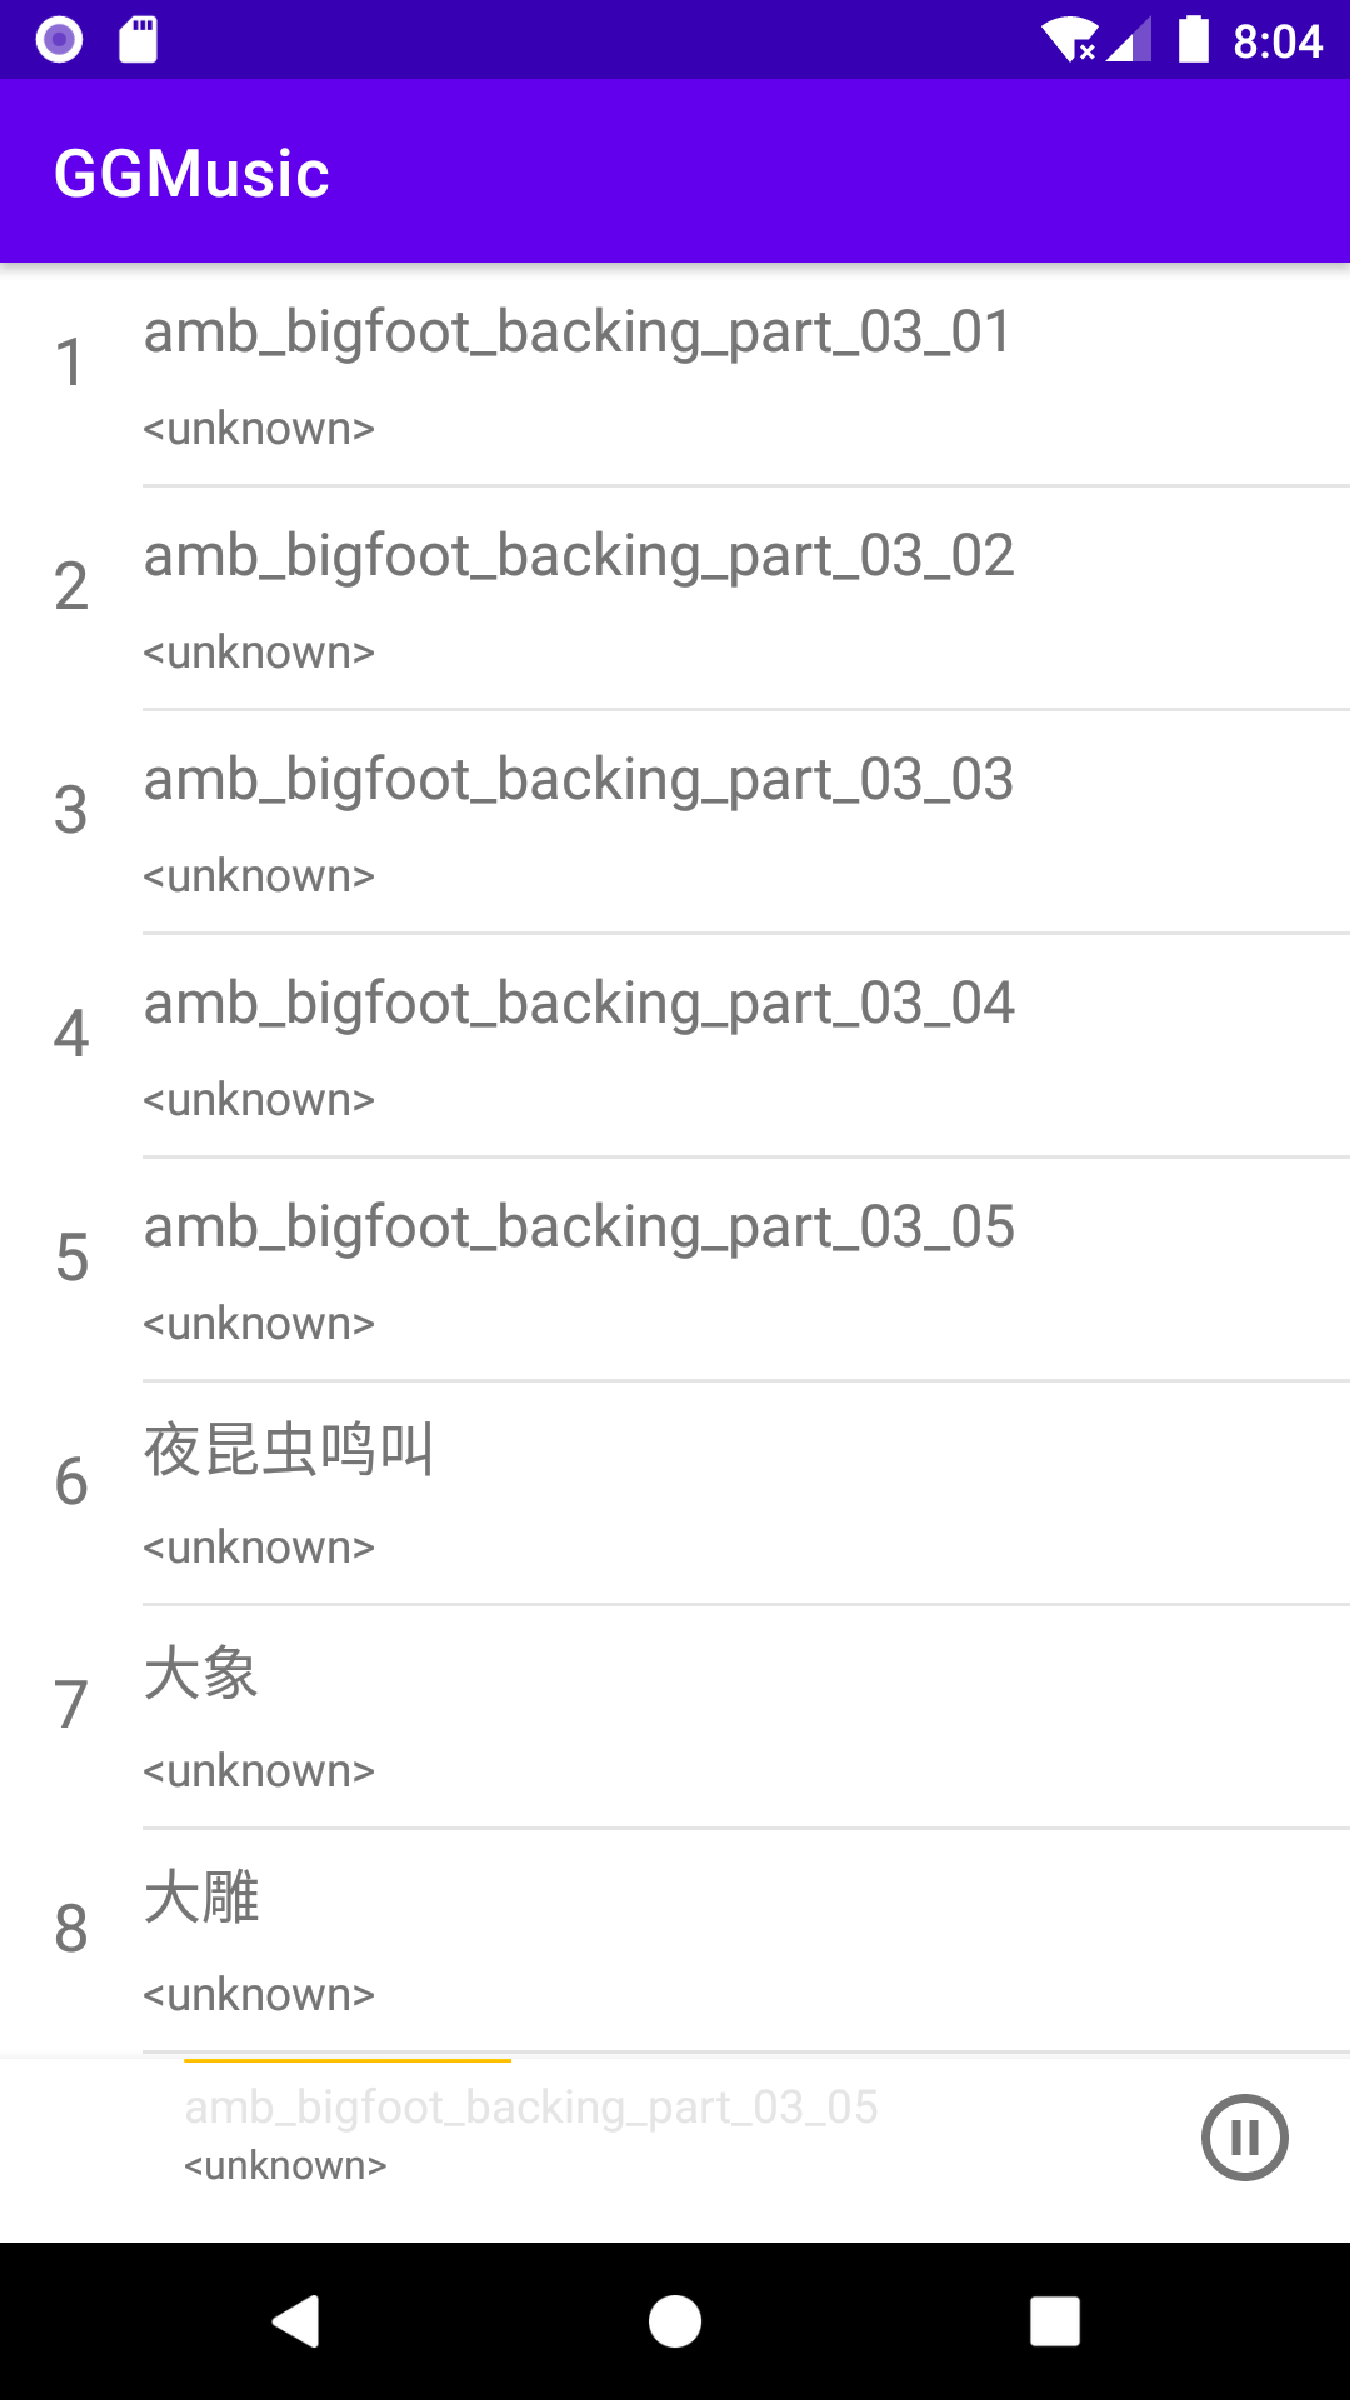 8:04
GGMusic
1
amb_bigfoot_backing_part_03_01
<unknown>
2
amb_bigfoot_backing_part_03_02
<unknown>
3
amb_bigfoot_backing_part_03_03
<unknown>
4
amb_bigfoot_backing_part_03_04
<unknown>
5
amb_bigfoot_backing_part_03_05
<unknown>
6
夜昆虫鸣叫
<unknown>
7
大象
<unknown>
8
大雕
<unknown>
amb_bigfoot_backing_part_03_05
<unknown>